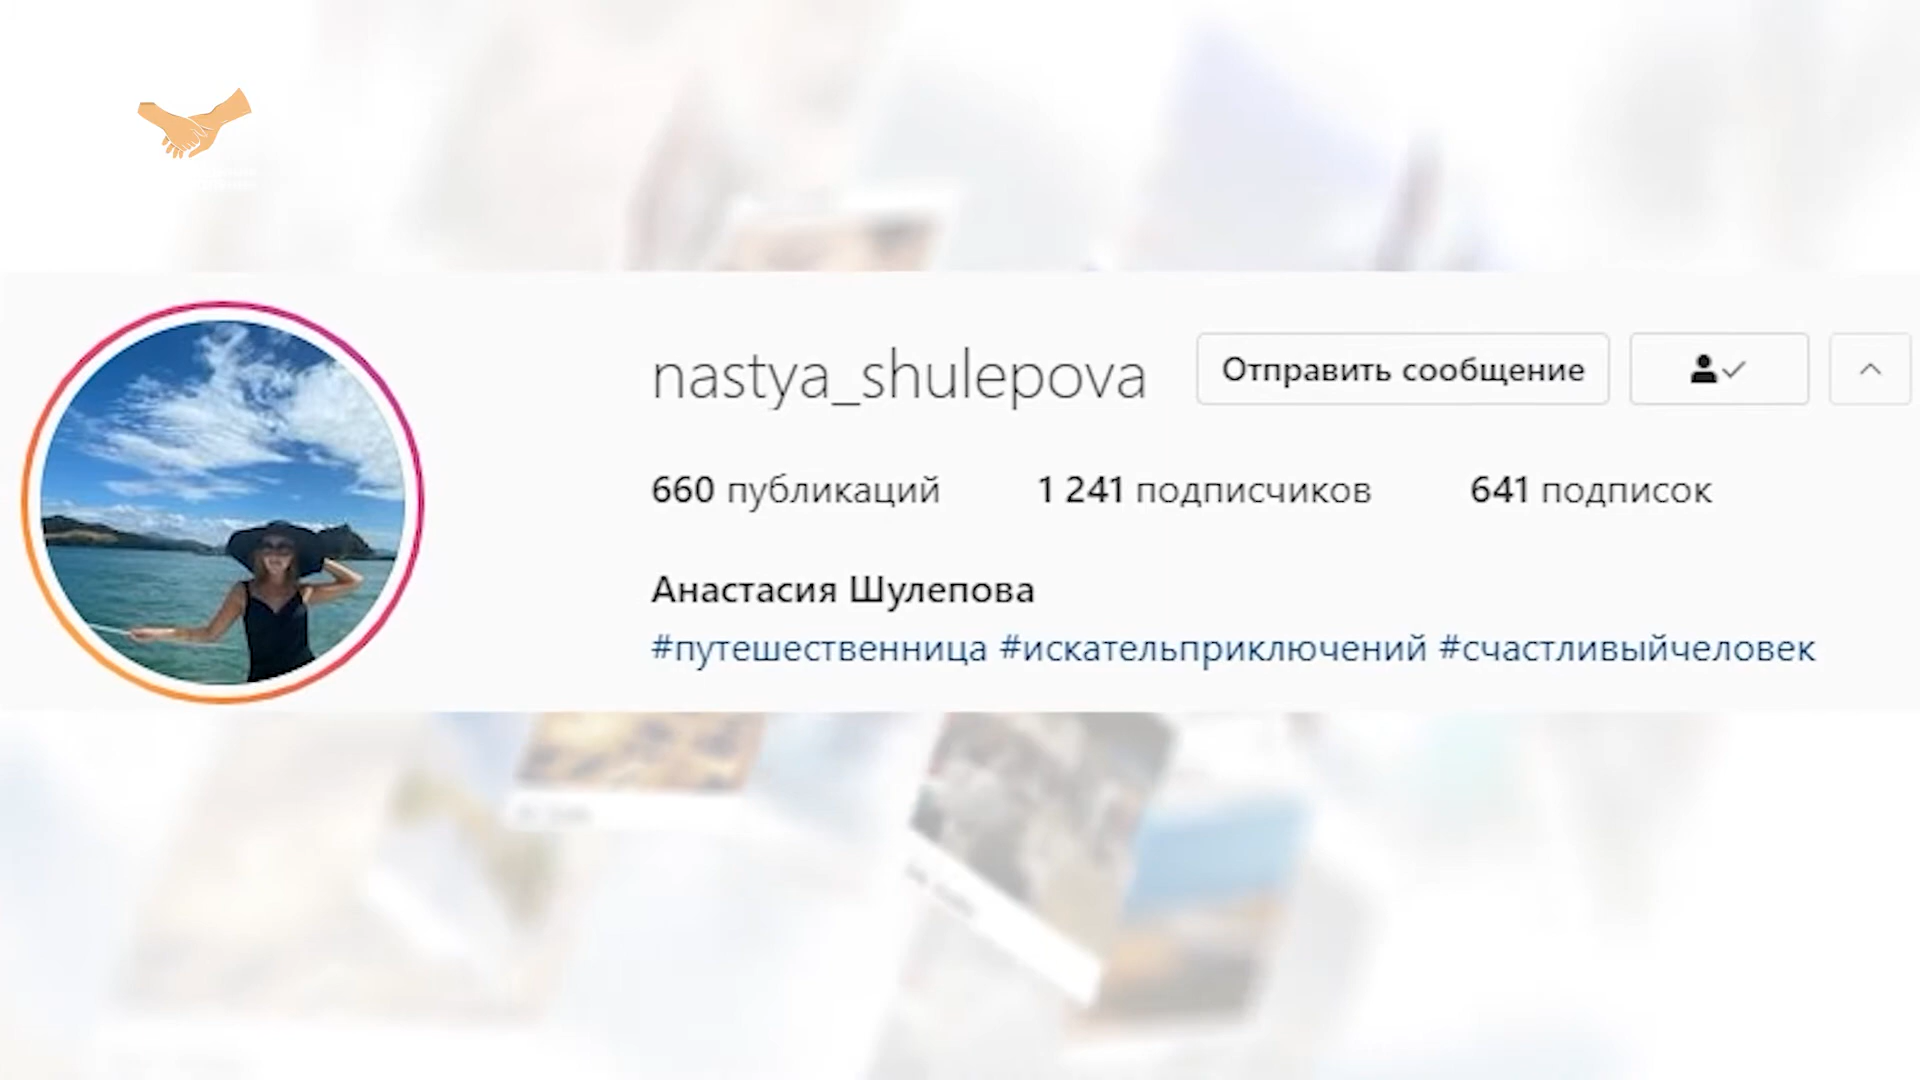 nastya_shulepova Отправить сообщение
660 публикаций 1 241 подписчиков 641 подписок
Анастасия Шулепова
#путешественница #искательприключений #счастливыйчеловек